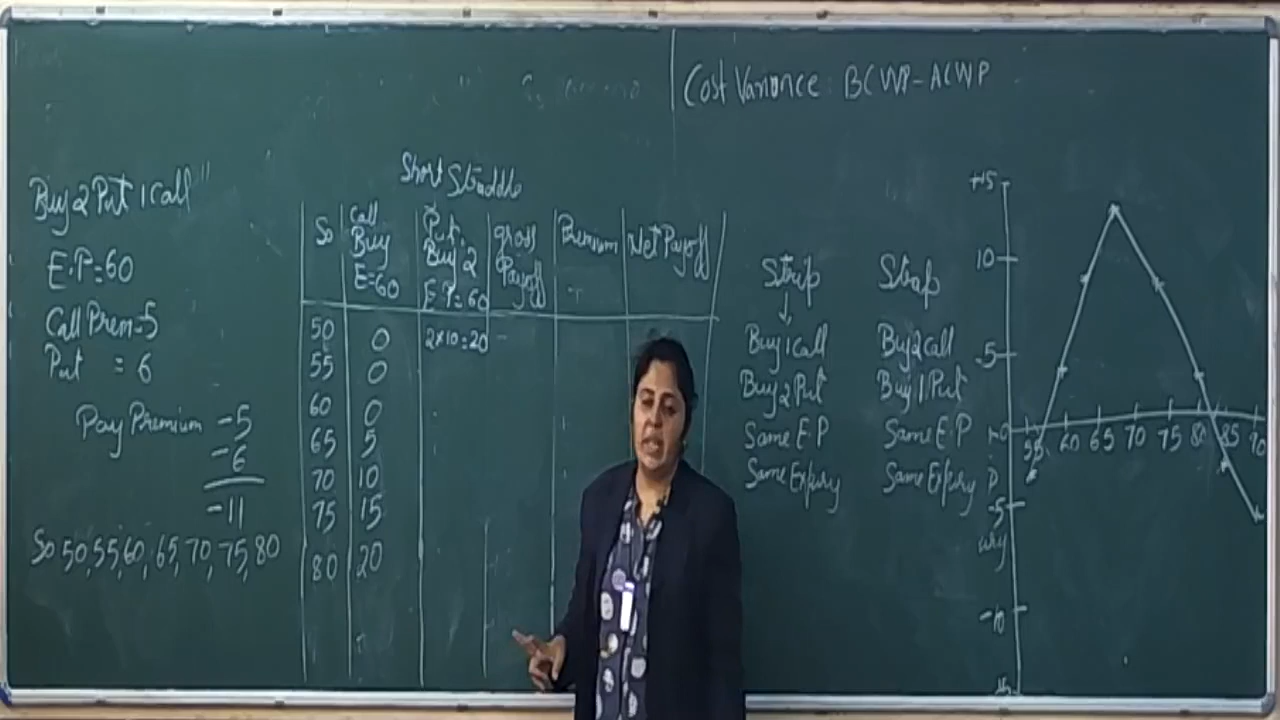 Cost Variance: BCWP-ACWP
Buy 2 Put 1 Call"
E.P=60
Call Prem-5
Put = 6
Pay Premium -5
-6
-11
So 50,55,60,65,70,75,80
Short Straddle
So Call Buy E=60 Put. Buy 2 E.P=60 gross Payoff Premium Net Payoff
50 0 2×10=20
55 0
60 0
65 5
70 10
75 15
80 20
Strip
Buy 1 Call
Buy 2 Put
Same E.P
Same Expiry
Strap
Buy 2 Call
Buy 1 Put
Same E.P
Same Expiry
10
5
55 60 65 70 75 80 85 90
-5
-10